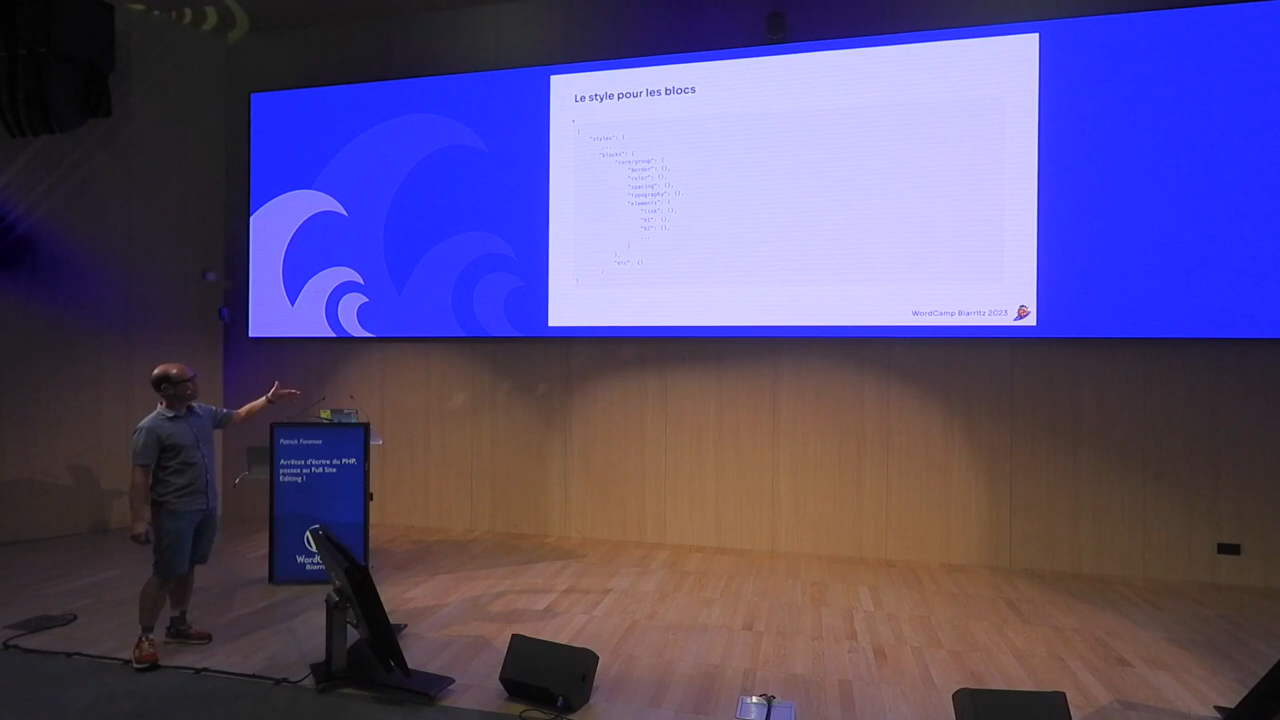 Le style pour les blocs
{
"styles": {
...
"blocks": {
"core/group": {
"border": {},
"color": {},
"spacing": {},
"typography": {},
"elements": {
"link": {},
"h1": {},
"h2": {},
...
}
},
"etc": {}
}
}
WordCamp Biarritz 2023
Patrick
Arrêtez d'écrire du PHP,
passez au Full Site
Editing !